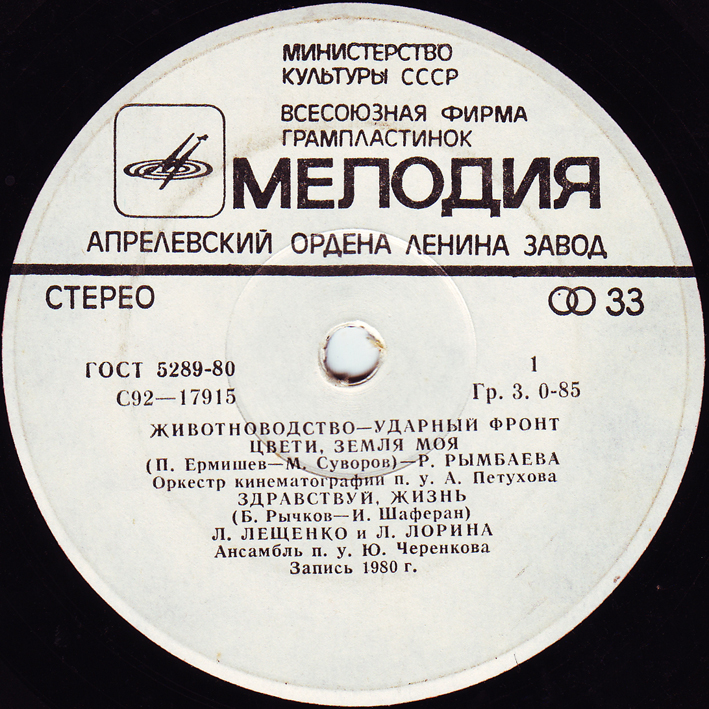 МИНИСТЕРСТВО
КУЛЬТУРЫ СССР
ВСЕСОЮЗНАЯ ФИРМА
ГРАМПЛАСТИНОК
МЕЛОДИЯ
АПРЕЛЕВСКИЙ ОРДЕНА ЛЕНИНА ЗАВОД
СТЕРЕО 33
ГОСТ 5289-80 1
С92—17915 Гр. 3. 0-85
ЖИВОТНОВОДСТВО—УДАРНЫЙ ФРОНТ
ЦВЕТИ, ЗЕМЛЯ МОЯ
(П. Ермишев—М. Суворов)—Р. РЫМБАЕВА
Оркестр кинематографии п. у. А. Петухова
ЗДРАВСТВУЙ, ЖИЗНЬ
(Б. Рычков—И. Шаферан)
Л. ЛЕЩЕНКО и Л. ЛОРИНА
Ансамбль п. у. Ю. Черенкова
Запись 1980 г.